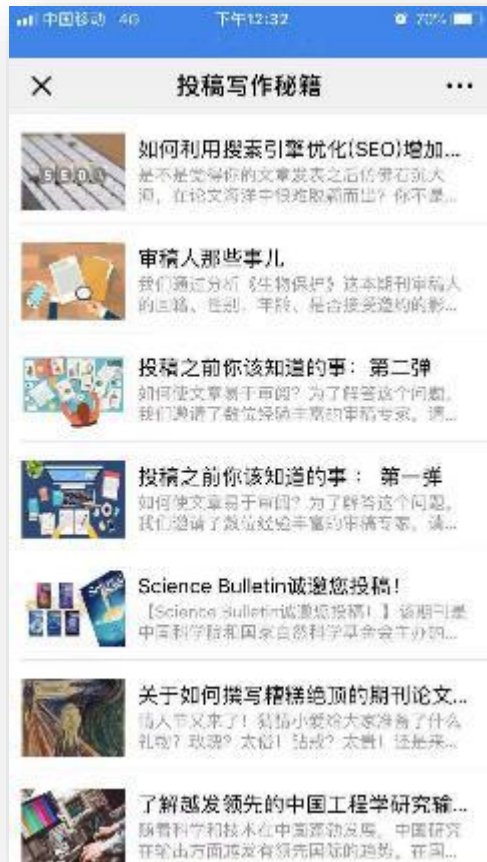 中国移动 4G 下午12:32 70%
投稿写作秘籍
如何利用搜索引擎优化(SEO)增加...
是不是觉得你的文章发表之后仿佛石沉大
海，在论文海洋中很难脱颖而出？你不是...
SEO
审稿人那些事儿
我们通过分析《生物保护》这本期刊审稿人
的回稿、性别、年龄、是否接受邀约的影...
投稿之前你该知道的事：第二弹
如何使文章易于审阅？为了解答这个问题，
我们邀请了数位经验丰富的审稿专家，请...
投稿之前你该知道的事： 第一弹
如何使文章易于审阅？为了解答这个问题，
我们邀请了数位经验丰富的审稿专家，请...
Science Bulletin诚邀您投稿！
【Science Bulletin诚邀您投稿！】该期刊是
中国科学院和国家自然科学基金会主办的...
关于如何撰写糟糕绝顶的期刊论文...
情人节又来了！猜猜小爱给大家准备了什么
礼物？玫瑰？太俗！钻戒？太贵！还是来...
了解越发领先的中国工程学研究输...
随着科学和技术在中国蓬勃发展，中国研究
在输出方面越发有领先国际的趋势。在国...